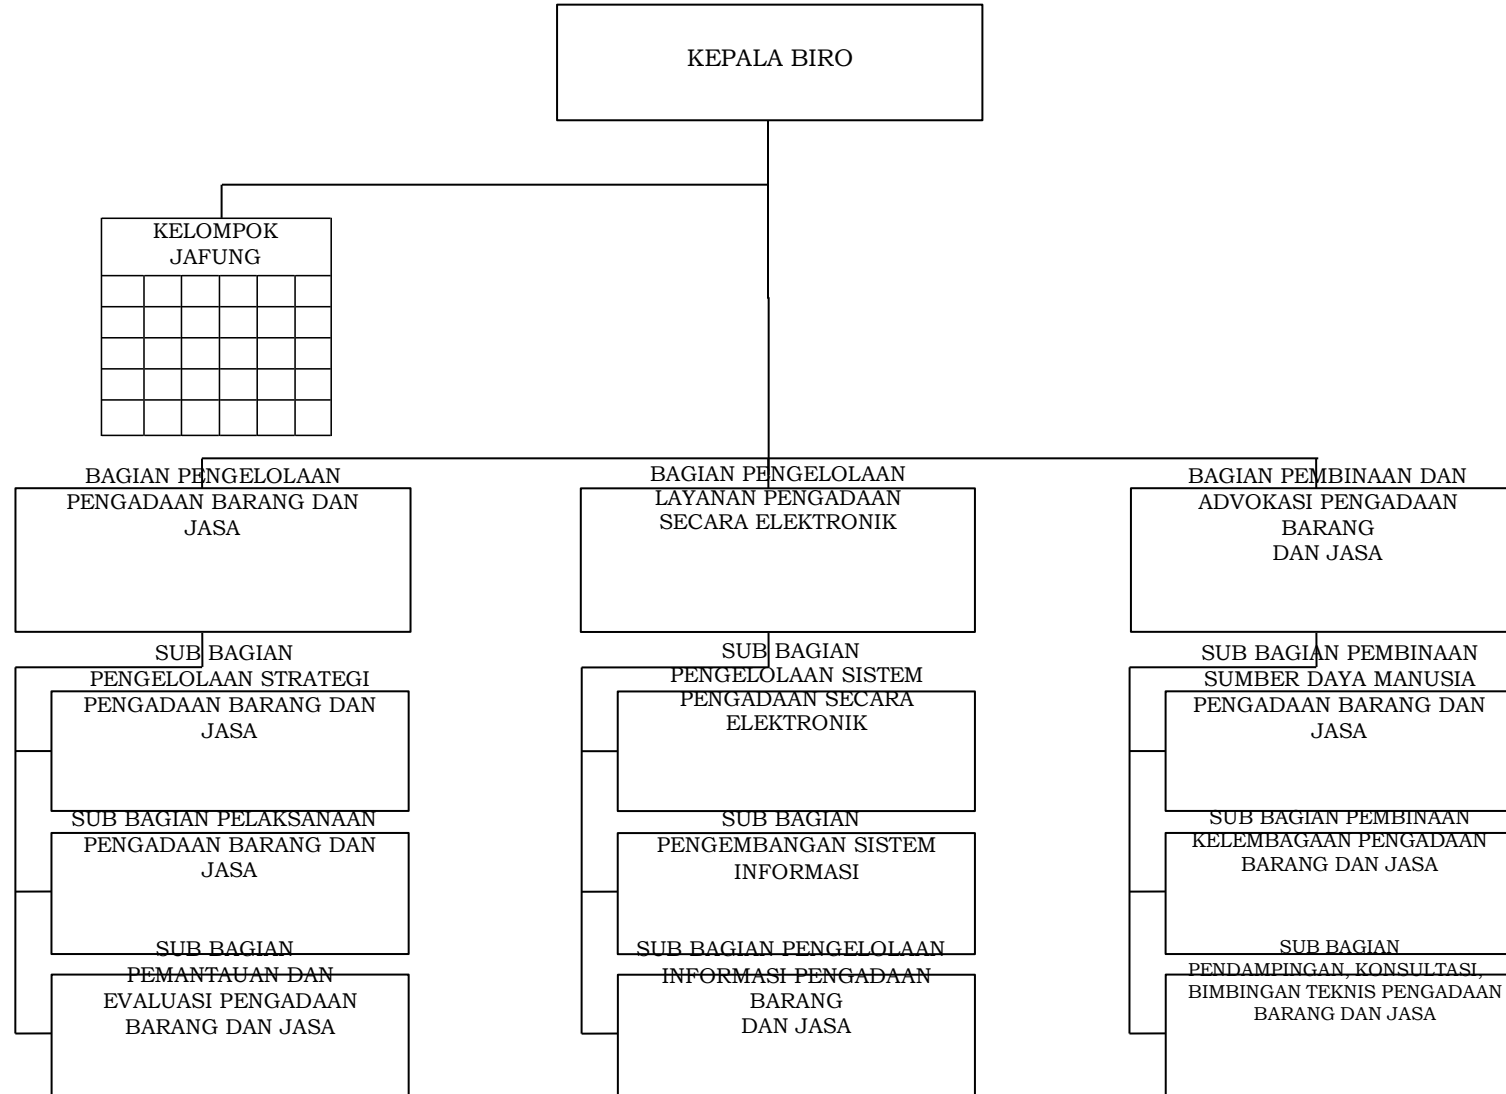 KEPALA BIRO
KELOMPOK
JAFUNG
BAGIAN PENGELOLAAN
PENGADAAN BARANG DAN
JASA
BAGIAN PENGELOLAAN
LAYANAN PENGADAAN
SECARA ELEKTRONIK
BAGIAN PEMBINAAN DAN
ADVOKASI PENGADAAN
BARANG
DAN JASA
SUB BAGIAN
PENGELOLAAN STRATEGI
PENGADAAN BARANG DAN
JASA
SUB BAGIAN
PENGELOLAAN SISTEM
PENGADAAN SECARA
ELEKTRONIK
SUB BAGIAN PEMBINAAN
SUMBER DAYA MANUSIA
PENGADAAN BARANG DAN
JASA
SUB BAGIAN PELAKSANAAN
PENGADAAN BARANG DAN
JASA
SUB BAGIAN
PENGEMBANGAN SISTEM
INFORMASI
SUB BAGIAN PEMBINAAN
KELEMBAGAAN PENGADAAN
BARANG DAN JASA
SUB BAGIAN
PEMANTAUAN DAN
EVALUASI PENGADAAN
BARANG DAN JASA
SUB BAGIAN PENGELOLAAN
INFORMASI PENGADAAN
BARANG
DAN JASA
SUB BAGIAN
PENDAMPINGAN, KONSULTASI,
BIMBINGAN TEKNIS PENGADAAN
BARANG DAN JASA